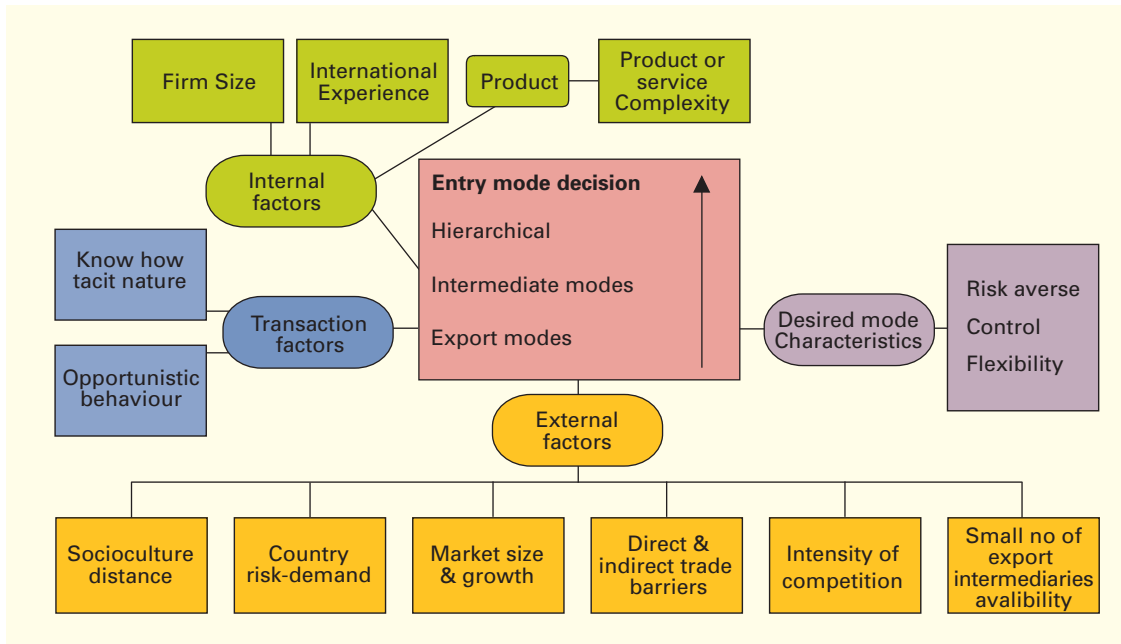 Firm Size
International
Experience
Product
Product or
service
Complexity
Internal
factors
Entry mode decision
Hierarchical
Intermediate modes
Export modes
Know how
tacit nature
Transaction
factors
Opportunistic
behaviour
Desired mode
Characteristics
Risk averse
Control
Flexibility
External
factors
Socioculture
distance
Country
risk-demand
Market size
& growth
Direct &
indirect trade
barriers
Intensity of
competition
Small no of
export
intermediaries
avalibility